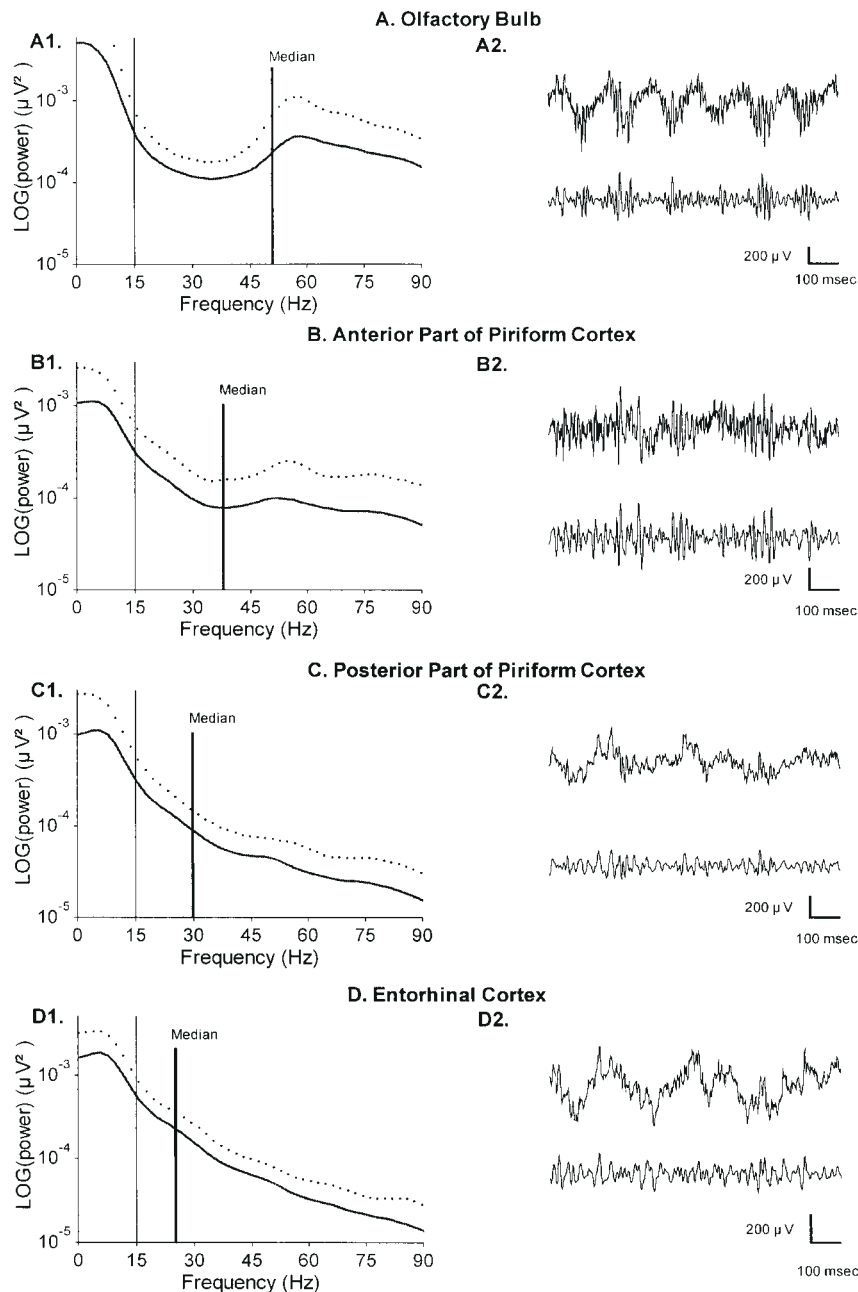 A. Olfactory Bulb
A1.
A2.
Median
LOG(power) (µV²)
10⁻³
10⁻⁴
10⁻⁵
0 15 30 45 60 75 90
Frequency (Hz)
200 µV
100 msec
B. Anterior Part of Piriform Cortex
B1.
B2.
Median
LOG(power) (µV²)
10⁻³
10⁻⁴
10⁻⁵
0 15 30 45 60 75 90
Frequency (Hz)
200 µV
100 msec
C. Posterior Part of Piriform Cortex
C1.
C2.
Median
LOG(power) (µV²)
10⁻³
10⁻⁴
10⁻⁵
0 15 30 45 60 75 90
Frequency (Hz)
200 µV
100 msec
D. Entorhinal Cortex
D1.
D2.
Median
LOG(power) (µV²)
10⁻³
10⁻⁴
10⁻⁵
0 15 30 45 60 75 90
Frequency (Hz)
200 µV
100 msec